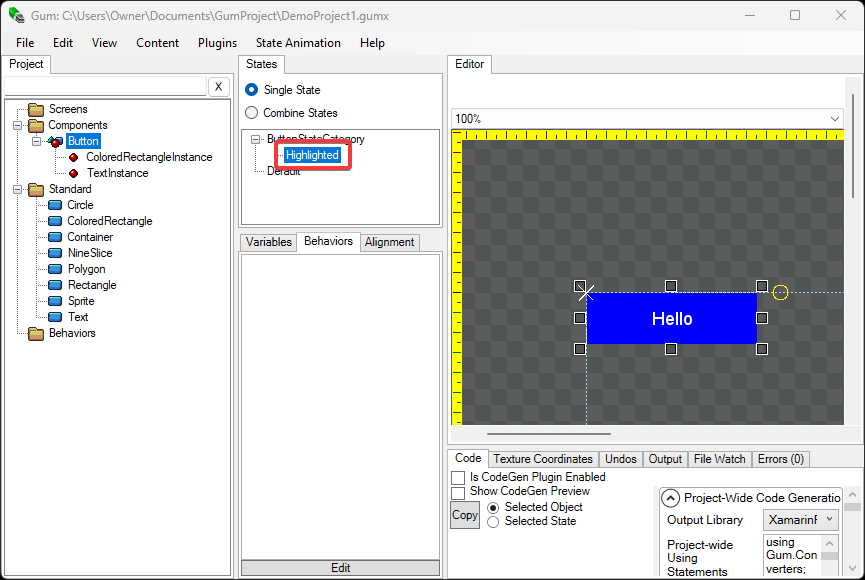 Gum: C:\Users\Owner\Documents\GumProject\DemoProject1.gumx
File Edit View Content Plugins State Animation Help
Project
X
Screens
Components
Button
ColoredRectangleInstance
TextInstance
Standard
Circle
ColoredRectangle
Container
NineSlice
Polygon
Rectangle
Sprite
Text
Behaviors
States
Single State
Combine States
ButtonStateCategory
Highlighted
Default
Variables Behaviors Alignment
Edit
Editor
100%
Hello
Code Texture Coordinates Undos Output File Watch Errors (0)
Is CodeGen Plugin Enabled
Show CodeGen Preview
Copy
Selected Object
Selected State
Project-Wide Code Generatio
Output Library XamarinF
Project-wide
Using
Statements
using
Gum.Con
verters;